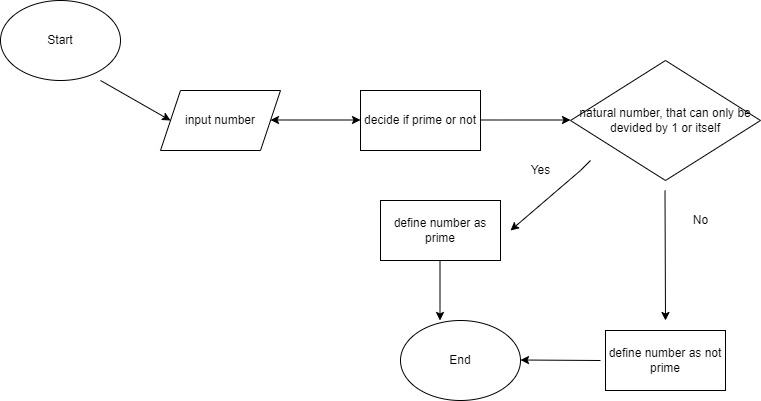 Start
input number
decide if prime or not
natural number, that can only be
devided by 1 or itself
Yes
No
define number as
prime
End
define number as not
prime